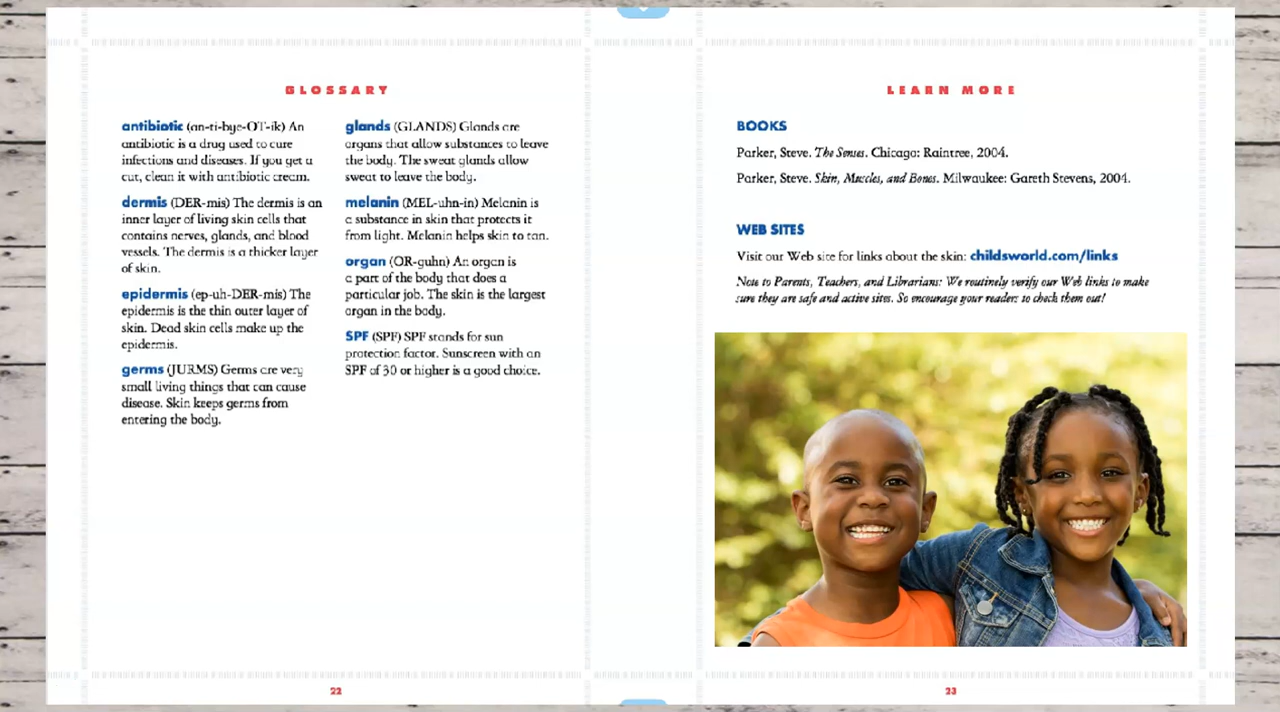 GLOSSARY
antibiotic (an-ti-bye-OT-ik) An
antibiotic is a drug used to cure
infections and diseases. If you get a
cut, clean it with antibiotic cream.
dermis (DER-mis) The dermis is an
inner layer of living skin cells that
contains nerves, glands, and blood
vessels. The dermis is a thicker layer
of skin.
epidermis (ep-uh-DER-mis) The
epidermis is the thin outer layer of
skin. Dead skin cells make up the
epidermis.
germs (JURMS) Germs are very
small living things that can cause
disease. Skin keeps germs from
entering the body.
glands (GLANDS) Glands are
organs that allow substances to leave
the body. The sweat glands allow
sweat to leave the body.
melanin (MEL-uhn-in) Melanin is
a substance in skin that protects it
from light. Melanin helps skin to tan.
organ (OR-guhn) An organ is
a part of the body that does a
particular job. The skin is the largest
organ in the body.
SPF (SPF) SPF stands for sun
protection factor. Sunscreen with an
SPF of 30 or higher is a good choice.
22
LEARN MORE
BOOKS
Parker, Steve. The Senses. Chicago: Raintree, 2004.
Parker, Steve. Skin, Muscles, and Bones. Milwaukee: Gareth Stevens, 2004.
WEB SITES
Visit our Web site for links about the skin: childsworld.com/links
Note to Parents, Teachers, and Librarians: We routinely verify our Web links to make
sure they are safe and active sites. So encourage your readers to check them out!
23